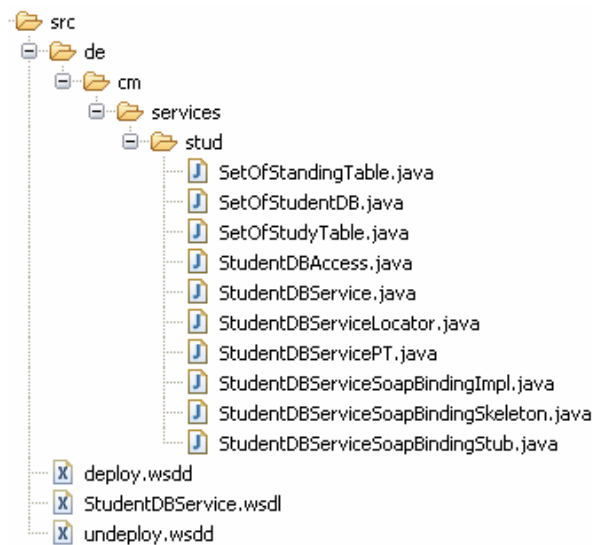 src
de
cm
services
stud
SetOfStandingTable.java
SetOfStudentDB.java
SetOfStudyTable.java
StudentDBAccess.java
StudentDBService.java
StudentDBServiceLocator.java
StudentDBServicePT.java
StudentDBServiceSoapBindingImpl.java
StudentDBServiceSoapBindingSkeleton.java
StudentDBServiceSoapBindingStub.java
deploy.wsdd
StudentDBService.wsdl
undeploy.wsdd